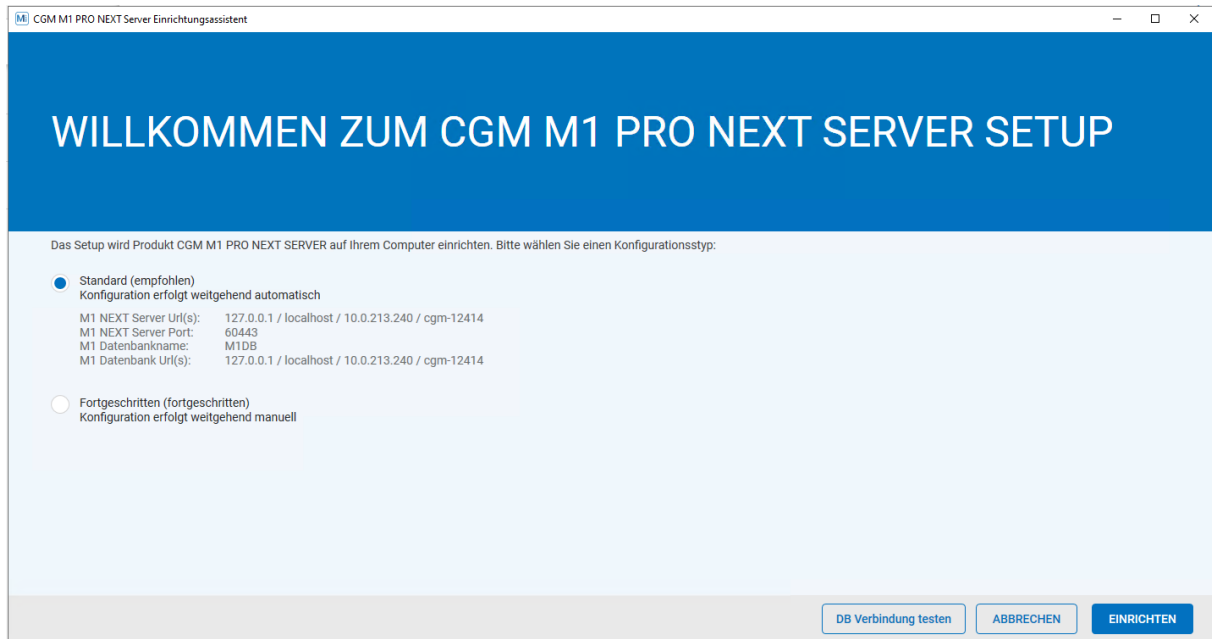 M1 CGM M1 PRO NEXT Server Einrichtungsassistent
WILLKOMMEN ZUM CGM M1 PRO NEXT SERVER SETUP
Das Setup wird Produkt CGM M1 PRO NEXT SERVER auf Ihrem Computer einrichten. Bitte wählen Sie einen Konfigurationsstyp:
Standard (empfohlen)
Konfiguration erfolgt weitgehend automatisch
M1 NEXT Server Url(s): 127.0.0.1 / localhost / 10.0.213.240 / cgm-12414
M1 NEXT Server Port: 60443
M1 Datenbankname: M1DB
M1 Datenbank Url(s): 127.0.0.1 / localhost / 10.0.213.240 / cgm-12414
Fortgeschritten (fortgeschritten)
Konfiguration erfolgt weitgehend manuell
DB Verbindung testen ABBRECHEN EINRICHTEN